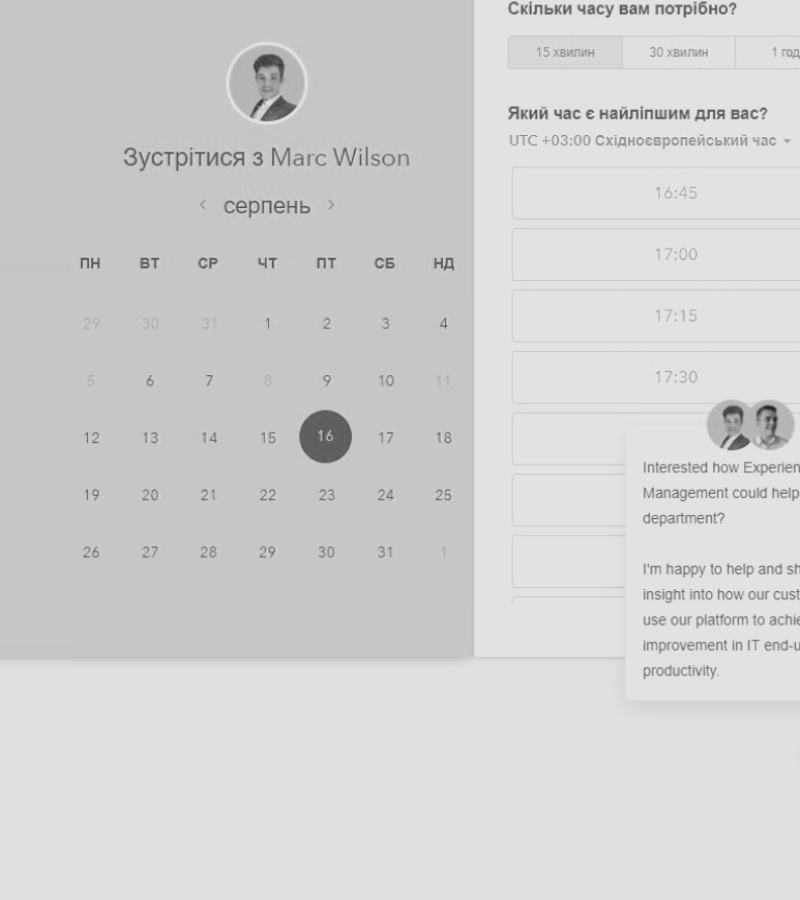 Зустрітися з Marc Wilson
серпень
ПН ВТ СР ЧТ ПТ СБ НД
29 30 31 1 2 3 4
5 6 7 8 9 10 11
12 13 14 15 16 17 18
19 20 21 22 23 24 25
26 27 28 29 30 31 1
Скільки часу вам потрібно?
15 хвилин 30 хвилин 1 год
Який час є найліпшим для вас?
UTC +03:00 Східноєвропейський час
16:45
17:00
17:15
17:30
Interested how Experien
Management could help
department?
I'm happy to help and sh
insight into how our cust
use our platform to achie
improvement in IT end-u
productivity.